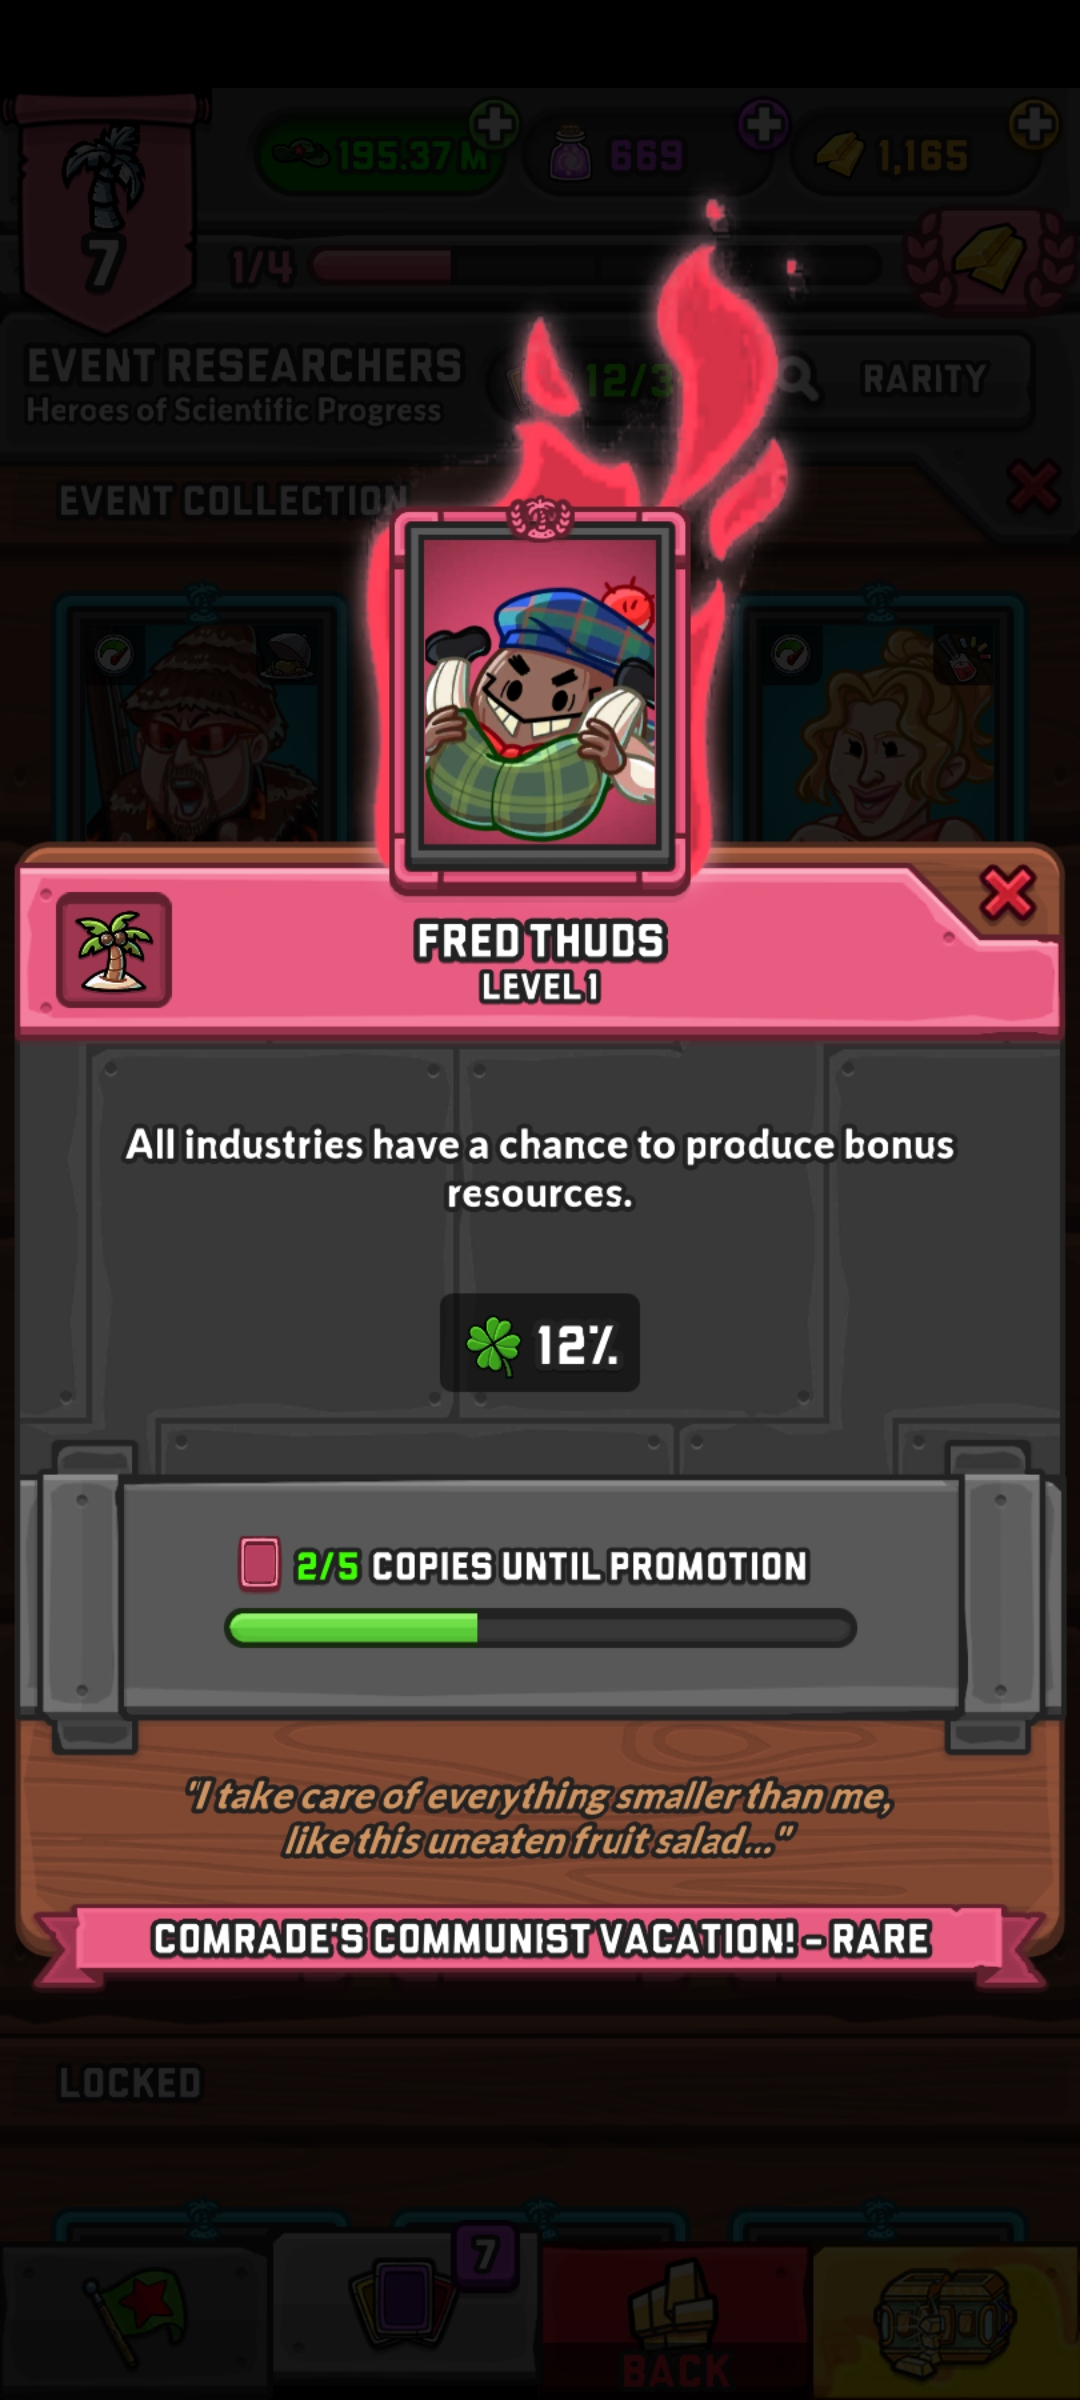 195.37M
669
1,165
7
1/4
EVENT RESEARCHERS
Heroes of Scientific Progress
12/3
RARITY
EVENT COLLECTION
FRED THUDS
LEVEL 1
All industries have a chance to produce bonus
resources.
12%
2/5 COPIES UNTIL PROMOTION
"I take care of everything smaller than me,
like this uneaten fruit salad..."
COMRADE'S COMMUNIST VACATION! - RARE
LOCKED
7
BACK